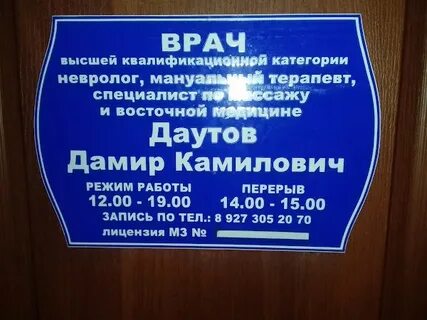 ВРАЧ
высшей квалификационной категории
невролог, мануальный терапевт,
специалист по массажу
и восточной медицине
Даутов
Дамир Камилович
РЕЖИМ РАБОТЫ ПЕРЕРЫВ
12.00 - 19.00 14.00 - 15.00
ЗАПИСЬ ПО ТЕЛ.: 8 927 305 20 70
лицензия МЗ №